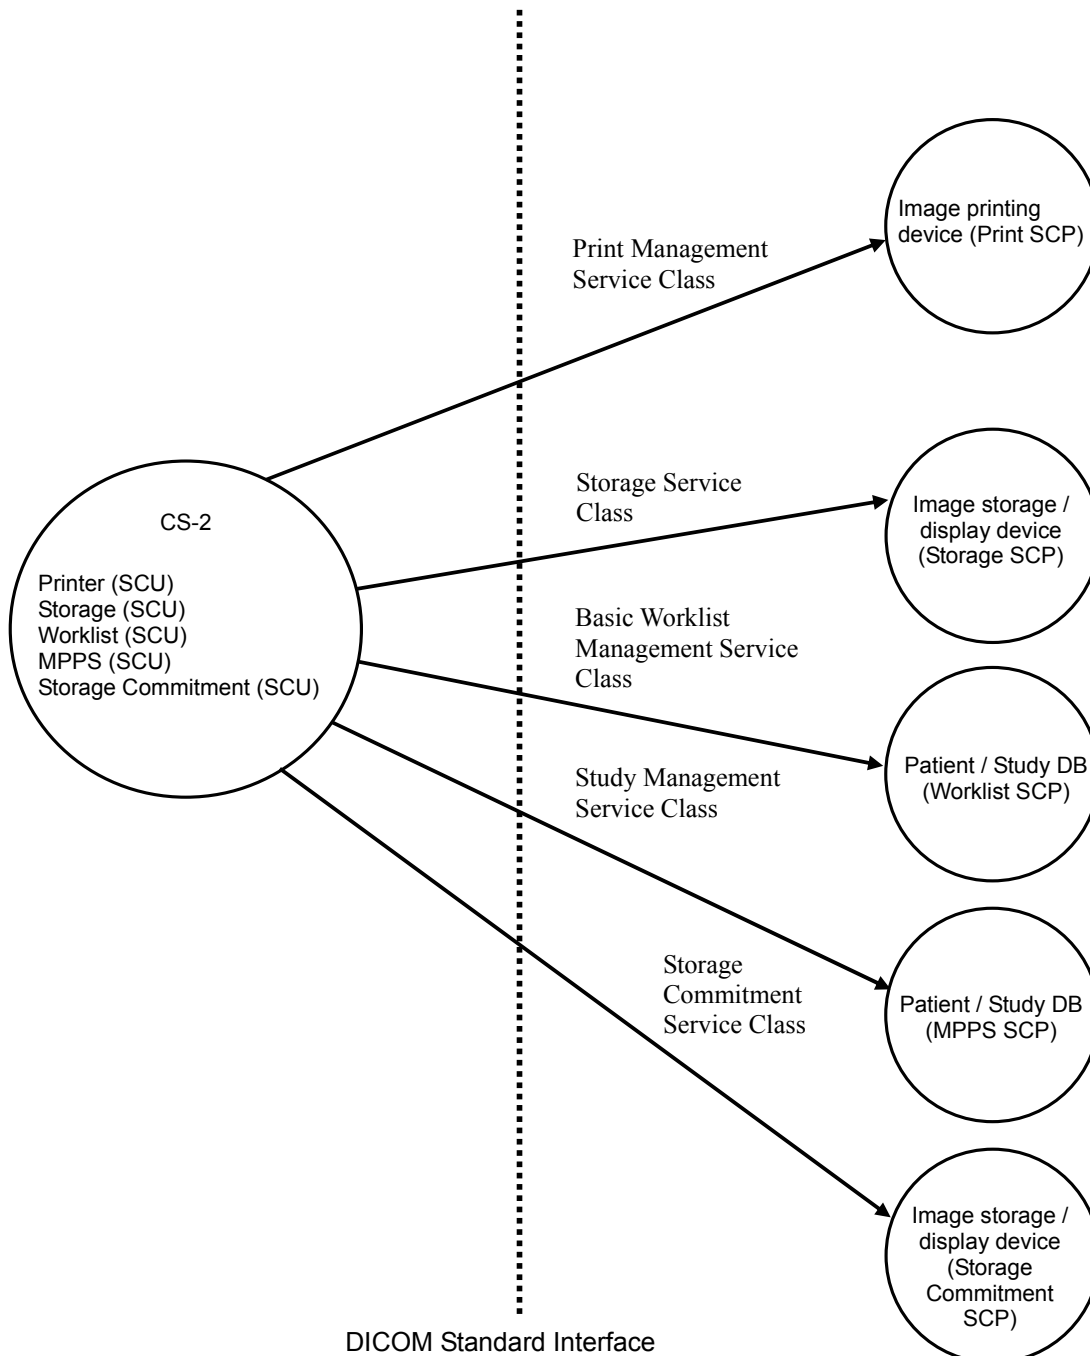 Image printing
device (Print SCP)
Print Management
Service Class
CS-2
Printer (SCU)
Storage (SCU)
Worklist (SCU)
MPPS (SCU)
Storage Commitment (SCU)
Storage Service
Class
Image storage /
display device
(Storage SCP)
Basic Worklist
Management Service
Class
Patient / Study DB
(Worklist SCP)
Study Management
Service Class
Patient / Study DB
(MPPS SCP)
Storage
Commitment
Service Class
Image storage /
display device
(Storage
Commitment
SCP)
DICOM Standard Interface